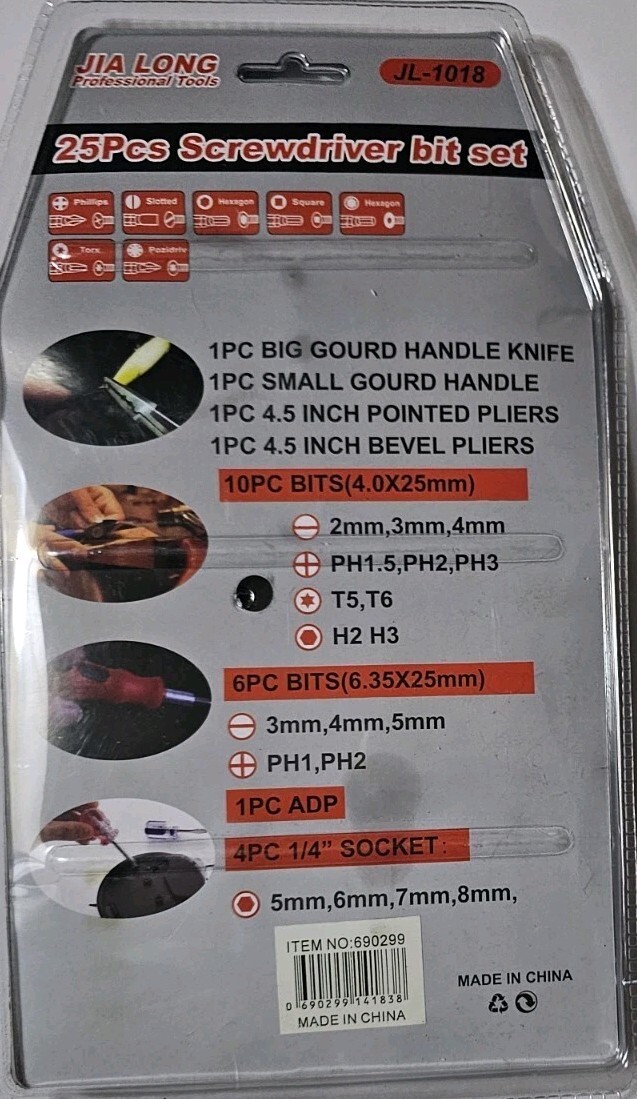 JIA LONG
Professional Tools
JL-1018
25Pcs Screwdriver bit set
Phillips Slotted Hexagon Square Hexagon
Torx Pozidriv
1PC BIG GOURD HANDLE KNIFE
1PC SMALL GOURD HANDLE
1PC 4.5 INCH POINTED PLIERS
1PC 4.5 INCH BEVEL PLIERS
10PC BITS(4.0X25mm)
2mm,3mm,4mm
PH1.5,PH2,PH3
T5,T6
H2 H3
6PC BITS(6.35X25mm)
3mm,4mm,5mm
PH1,PH2
1PC ADP
4PC 1/4” SOCKET:
5mm,6mm,7mm,8mm,
ITEM NO:690299
0 690299 141838
MADE IN CHINA
MADE IN CHINA